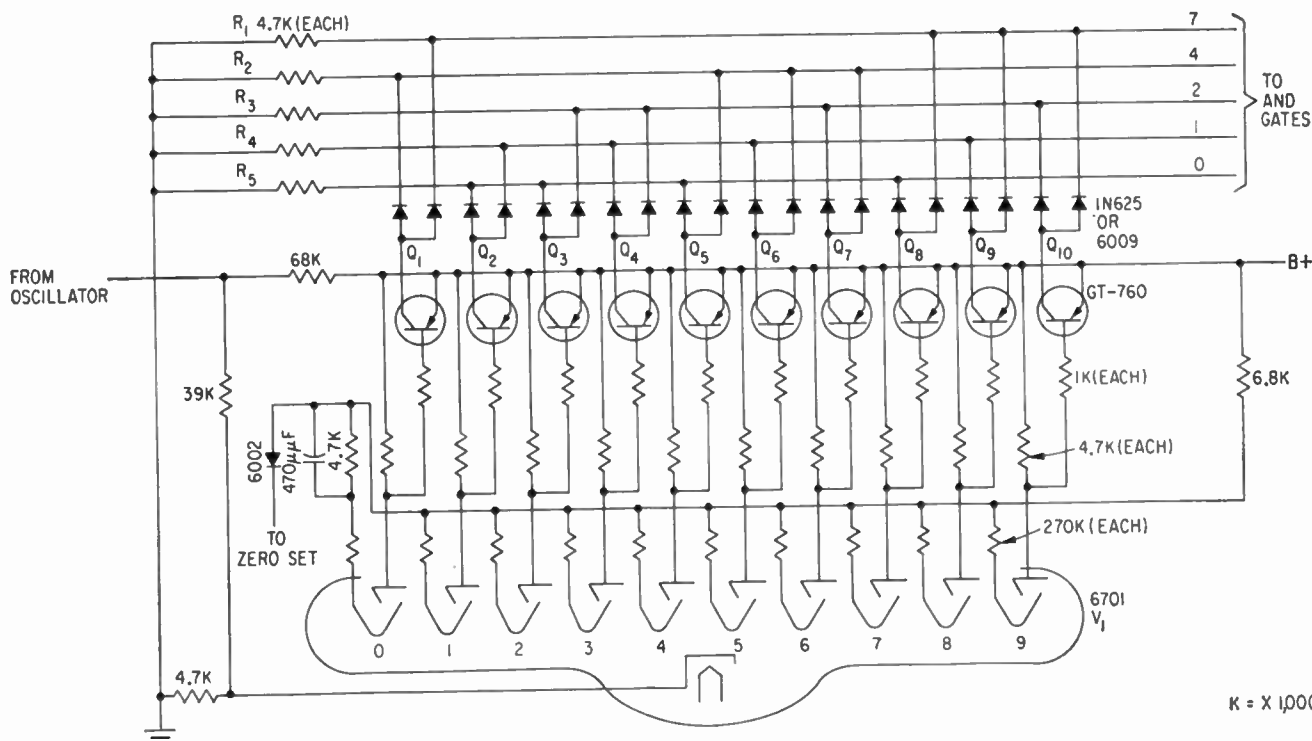 R1 4.7K (EACH)
R2
R3
R4
R5
7
4
2
1
0
TO
AND
GATES
1N625
OR
6009
Q1
Q2
Q3
Q4
Q5
Q6
Q7
Q8
Q9
Q10
FROM
OSCILLATOR
68K
B+
GT-760
39K
1K(EACH)
6.8K
6002
470μμF
4.7K
4.7K(EACH)
TO
ZERO SET
270K(EACH)
6701
V1
0
1
2
3
4
5
6
7
8
9
4.7K
K = X 1,000